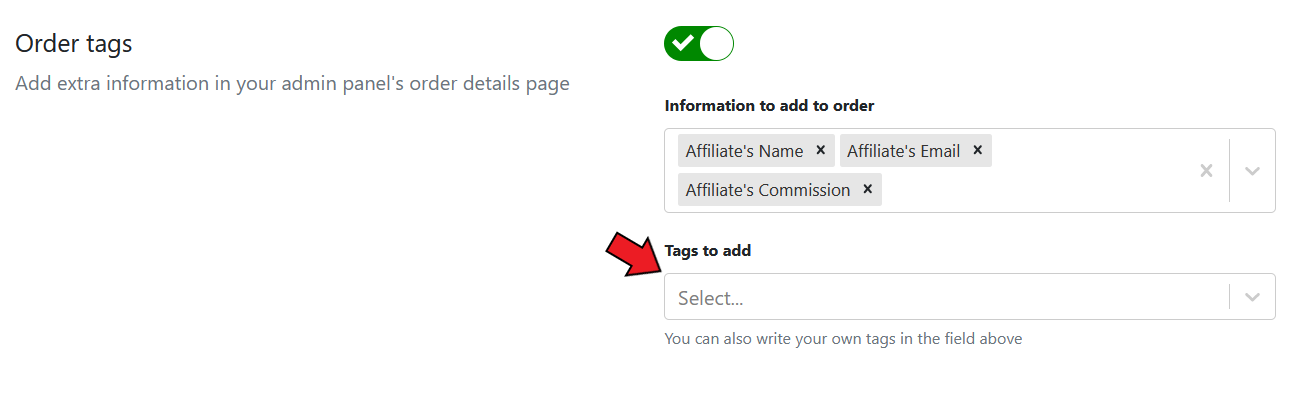 Order tags
Add extra information in your admin panel's order details page
Information to add to order
Affiliate's Name × Affiliate's Email ×
Affiliate's Commission ×
Tags to add
Select...
You can also write your own tags in the field above